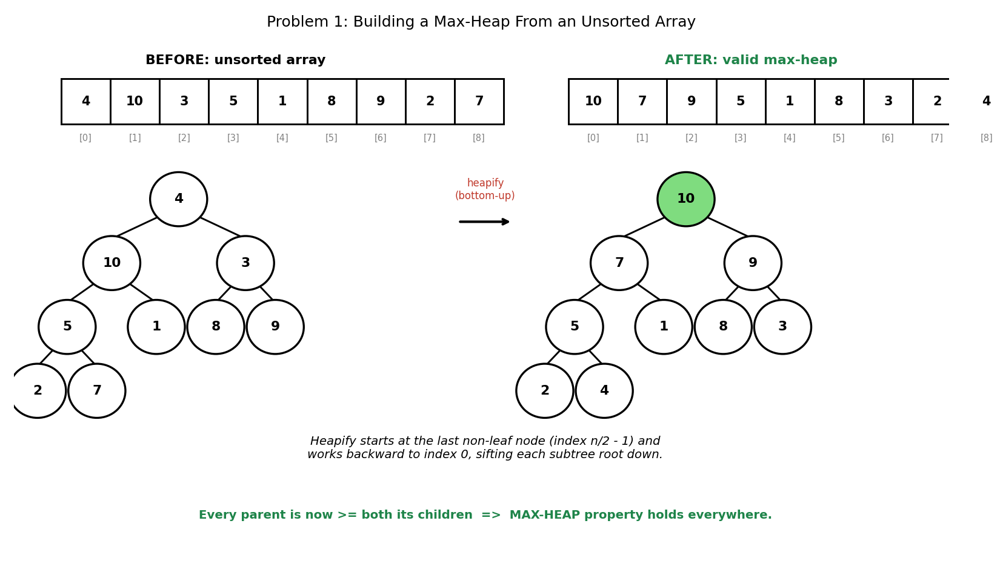 Problem 1: Building a Max-Heap From an Unsorted Array
BEFORE: unsorted array
4 10 3 5 1 8 9 2 7
[0] [1] [2] [3] [4] [5] [6] [7] [8]
AFTER: valid max-heap
10 7 9 5 1 8 3 2 4
[0] [1] [2] [3] [4] [5] [6] [7] [8]
4
10 3
5 1 8 9
2 7
heapify
(bottom-up)
10
7 9
5 1 8 3
2 4
Heapify starts at the last non-leaf node (index n/2 - 1) and
works backward to index 0, sifting each subtree root down.
Every parent is now >= both its children => MAX-HEAP property holds everywhere.